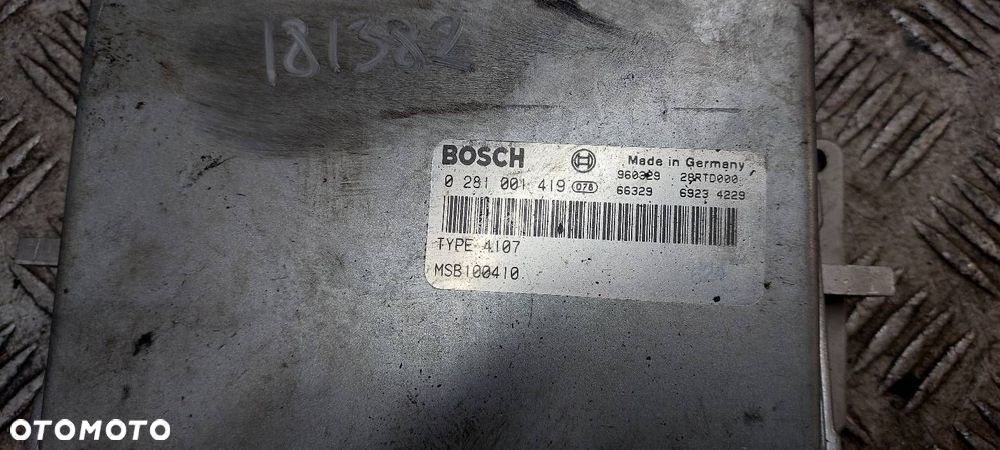 181382
BOSCH Made in Germany
0 281 001 419 078 960329 28RTD000
66329 6923 4229
TYPE 4107
MSB100410 624
OTOMOTO